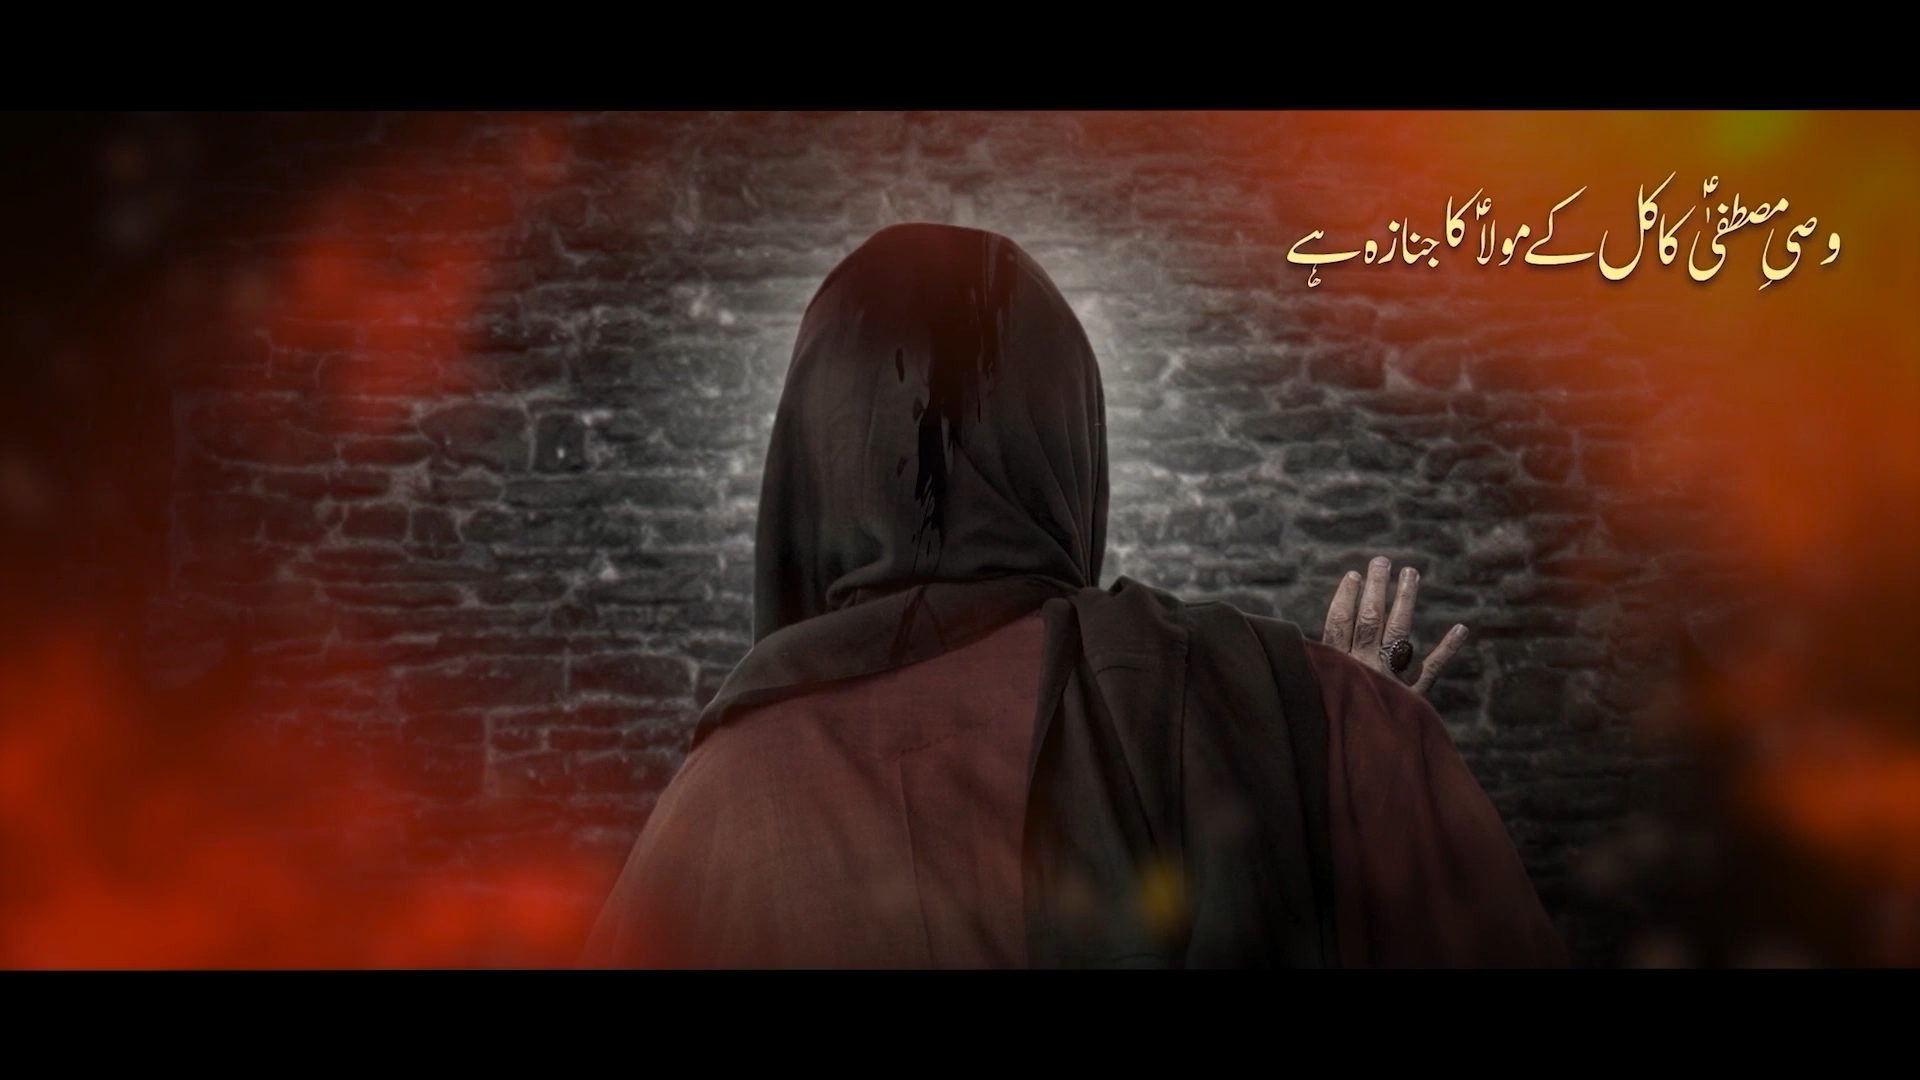 وصیِ مصطفیٰؑ کا کل کے مولاؑ کا جنازہ ہے